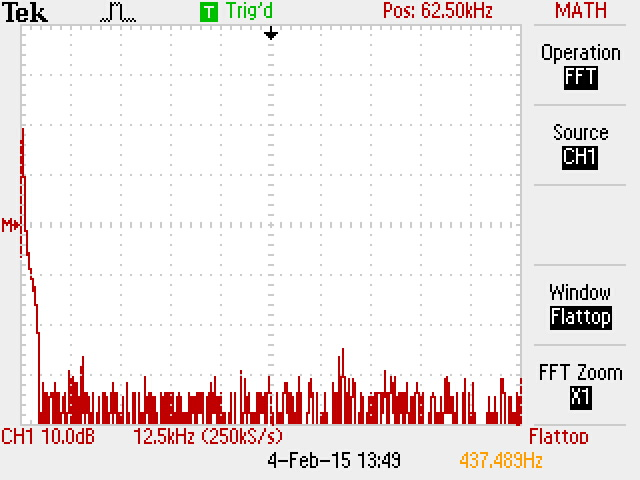 Tek T Trig'd Pos: 62.50kHz MATH
Operation
FFT
Source
CH1
M
Window
Flattop
FFT Zoom
X1
CH1 10.0dB 12.5kHz (250kS/s) Flattop
4-Feb-15 13:49 437.489Hz